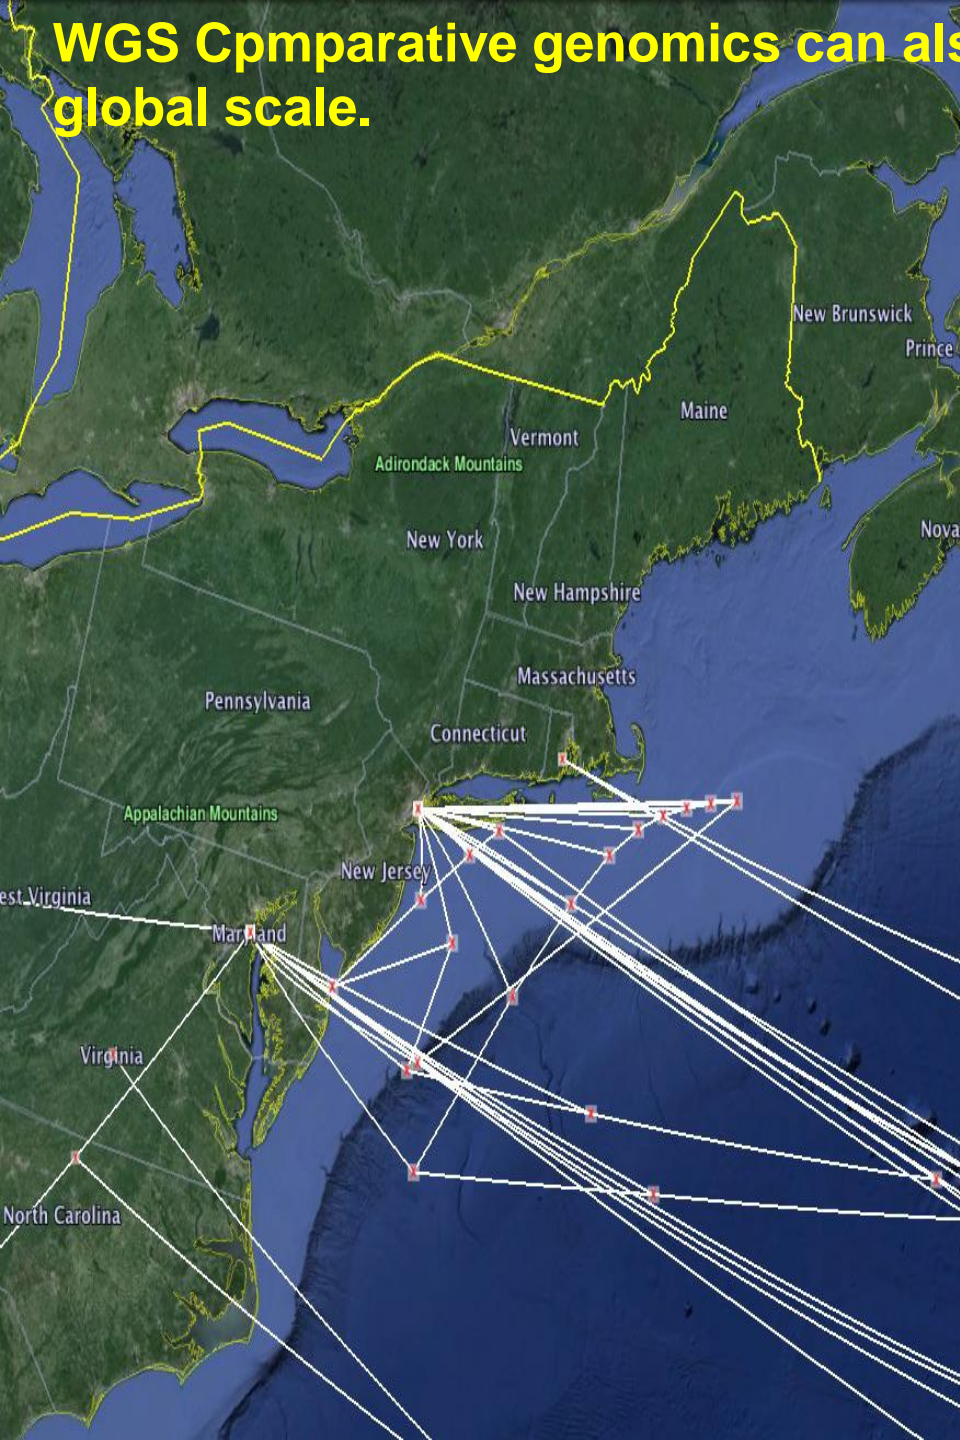 WGS Cpmparative genomics can als
global scale.
New Brunswick
Prince
Maine
Vermont
Adirondack Mountains
New York
Nova
New Hampshire
Massachusetts
Pennsylvania
Connecticut
Appalachian Mountains
New Jersey
est Virginia
Maryland
Virginia
North Carolina